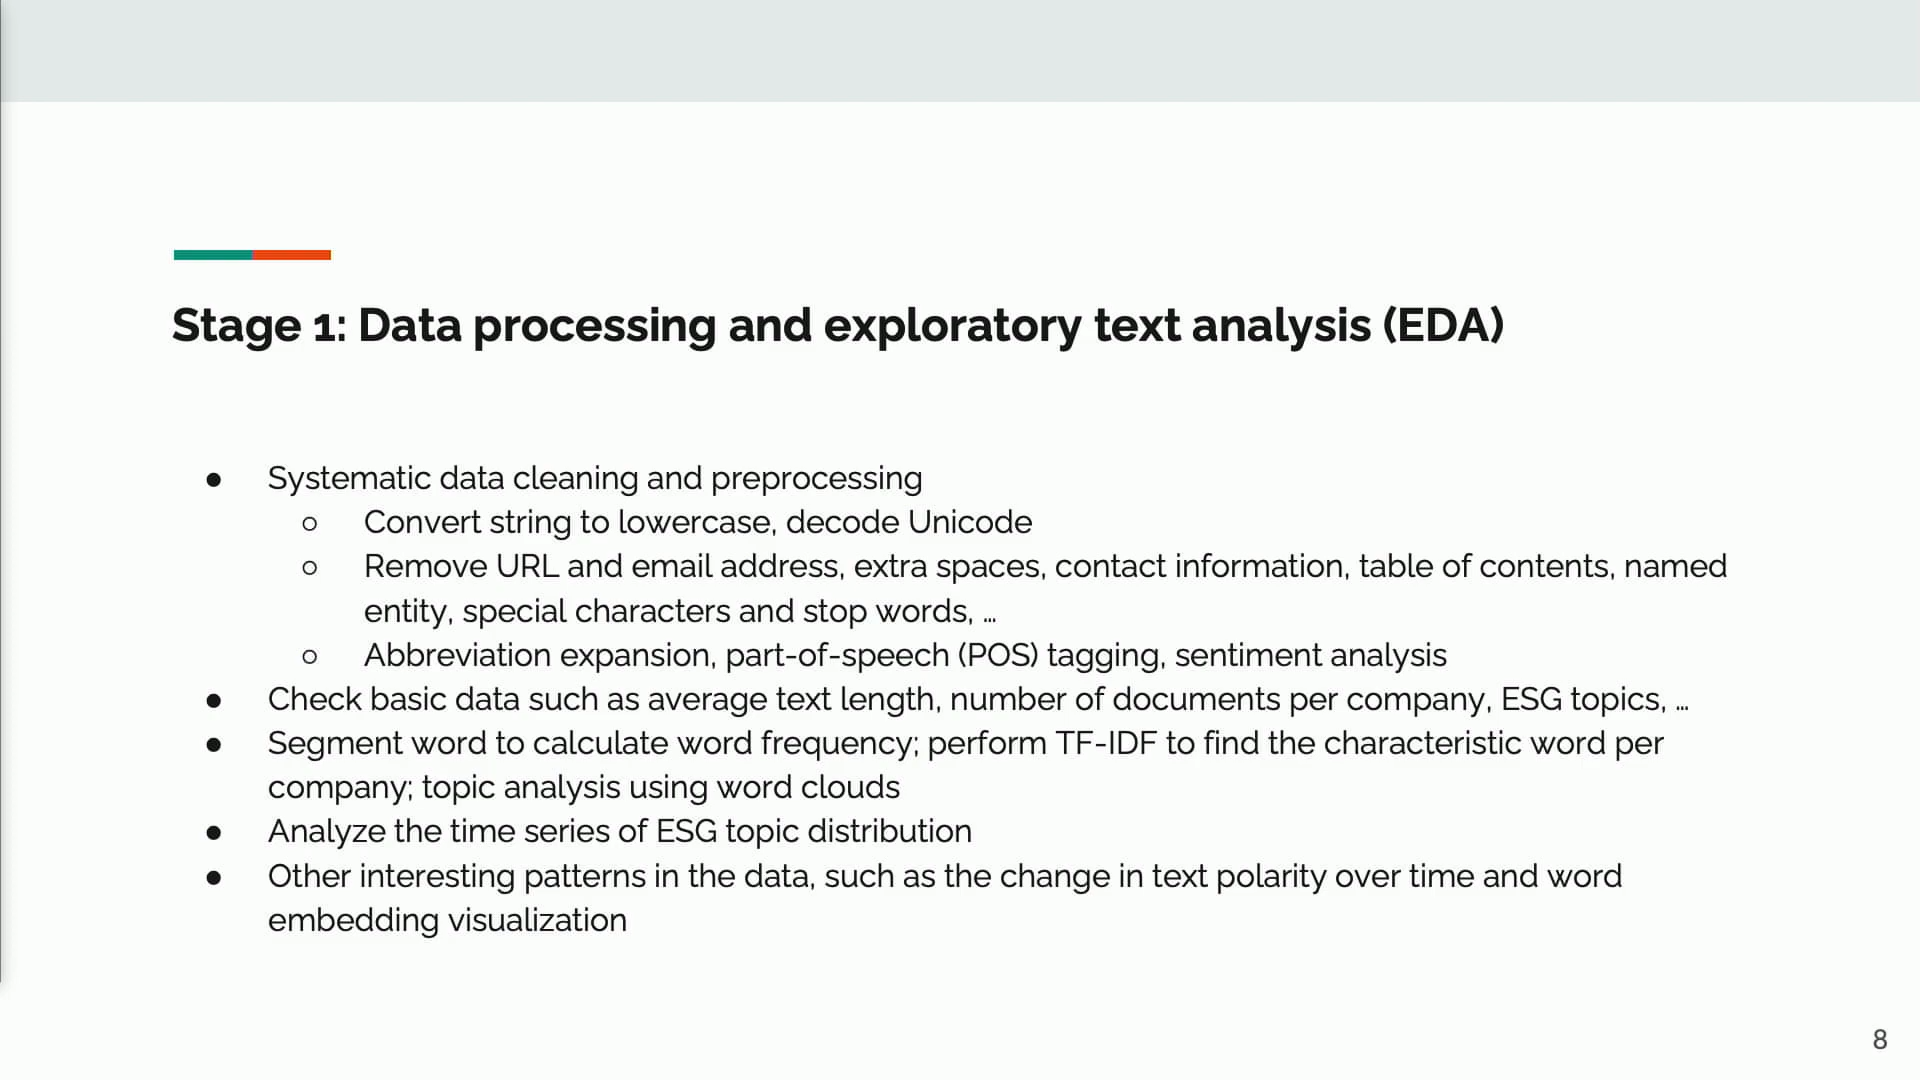 Stage 1: Data processing and exploratory text analysis (EDA)
● Systematic data cleaning and preprocessing
○ Convert string to lowercase, decode Unicode
○ Remove URL and email address, extra spaces, contact information, table of contents, named
entity, special characters and stop words, …
○ Abbreviation expansion, part-of-speech (POS) tagging, sentiment analysis
● Check basic data such as average text length, number of documents per company, ESG topics, …
● Segment word to calculate word frequency; perform TF-IDF to find the characteristic word per
company; topic analysis using word clouds
● Analyze the time series of ESG topic distribution
● Other interesting patterns in the data, such as the change in text polarity over time and word
embedding visualization
8